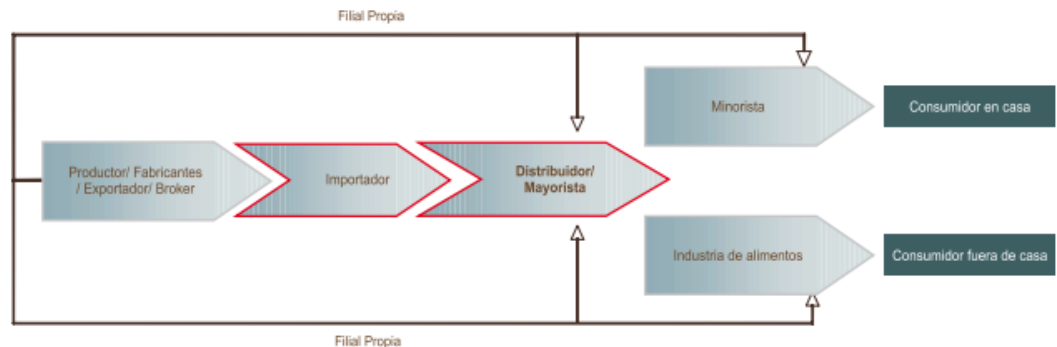 Filial Propia
Minorista
Consumidor en casa
Productor/ Fabricantes
/ Exportador/ Broker
Importador
Distribuidor/
Mayorista
Industria de alimentos
Consumidor fuera de casa
Filial Propia